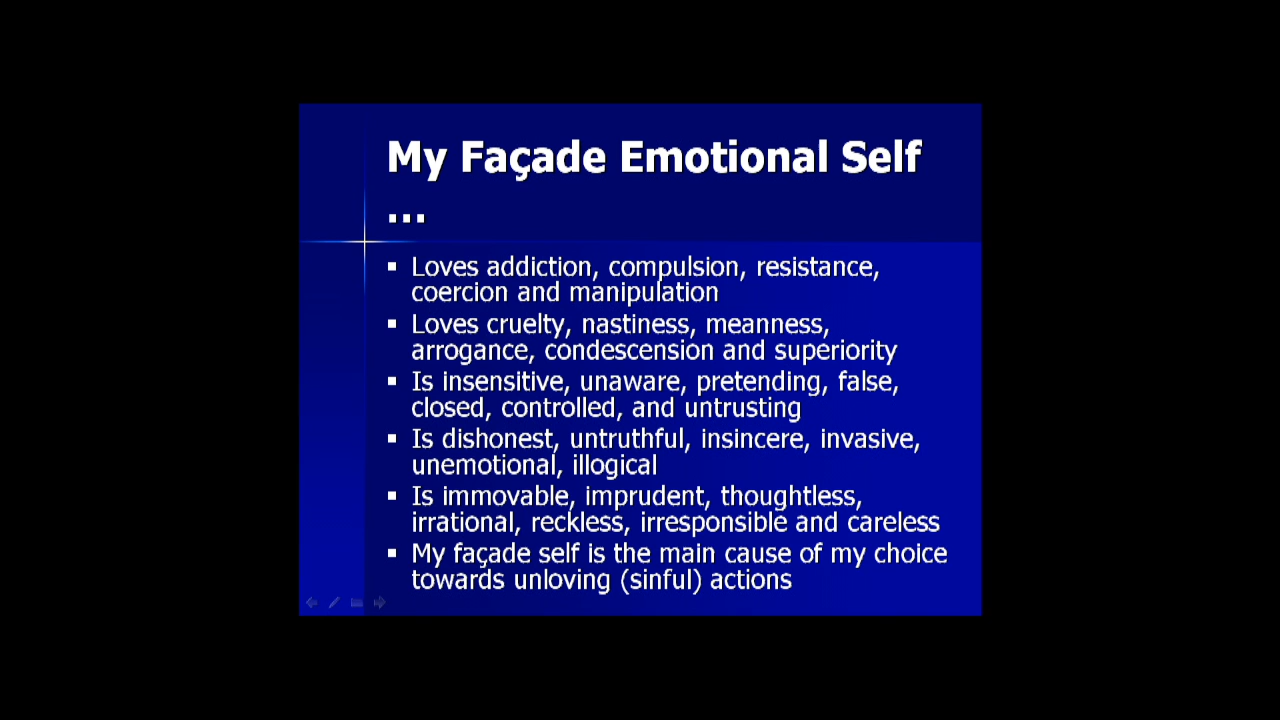 My Façade Emotional Self
...
▪ Loves addiction, compulsion, resistance,
coercion and manipulation
▪ Loves cruelty, nastiness, meanness,
arrogance, condescension and superiority
▪ Is insensitive, unaware, pretending, false,
closed, controlled, and untrusting
▪ Is dishonest, untruthful, insincere, invasive,
unemotional, illogical
▪ Is immovable, imprudent, thoughtless,
irrational, reckless, irresponsible and careless
▪ My façade self is the main cause of my choice
towards unloving (sinful) actions